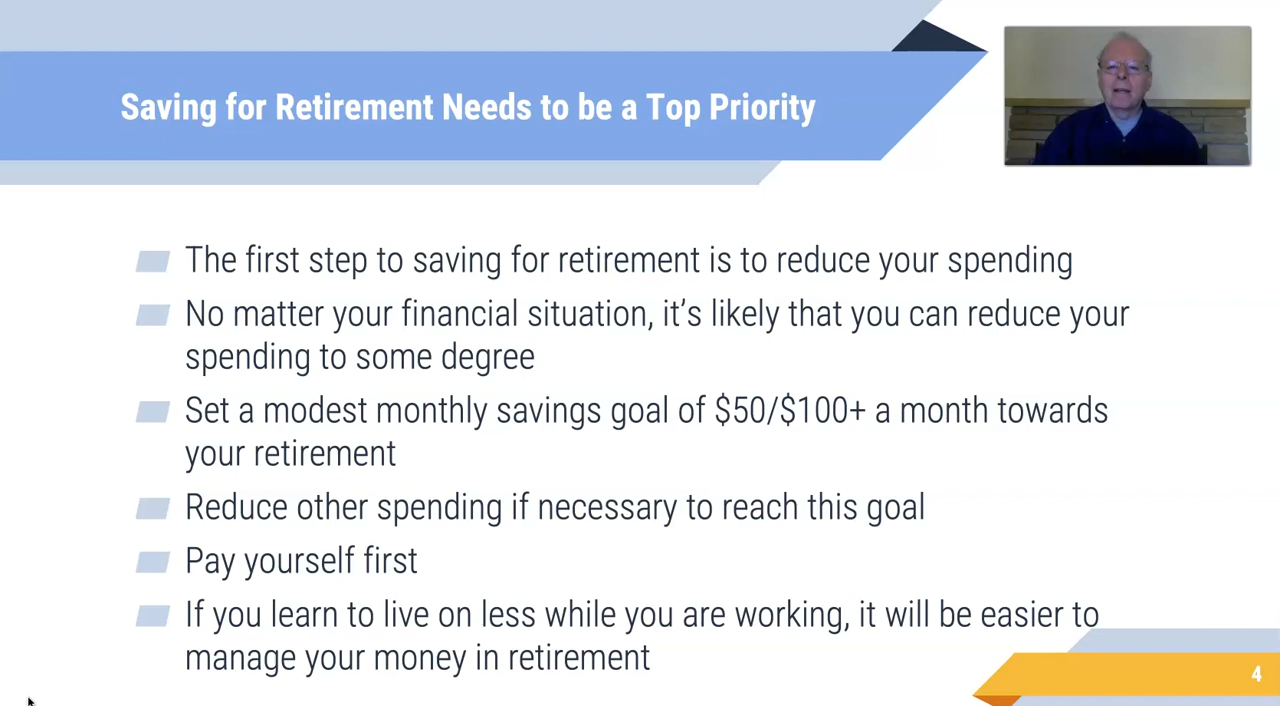 Saving for Retirement Needs to be a Top Priority
The first step to saving for retirement is to reduce your spending
No matter your financial situation, it’s likely that you can reduce your
spending to some degree
Set a modest monthly savings goal of $50/$100+ a month towards
your retirement
Reduce other spending if necessary to reach this goal
Pay yourself first
If you learn to live on less while you are working, it will be easier to
manage your money in retirement
4